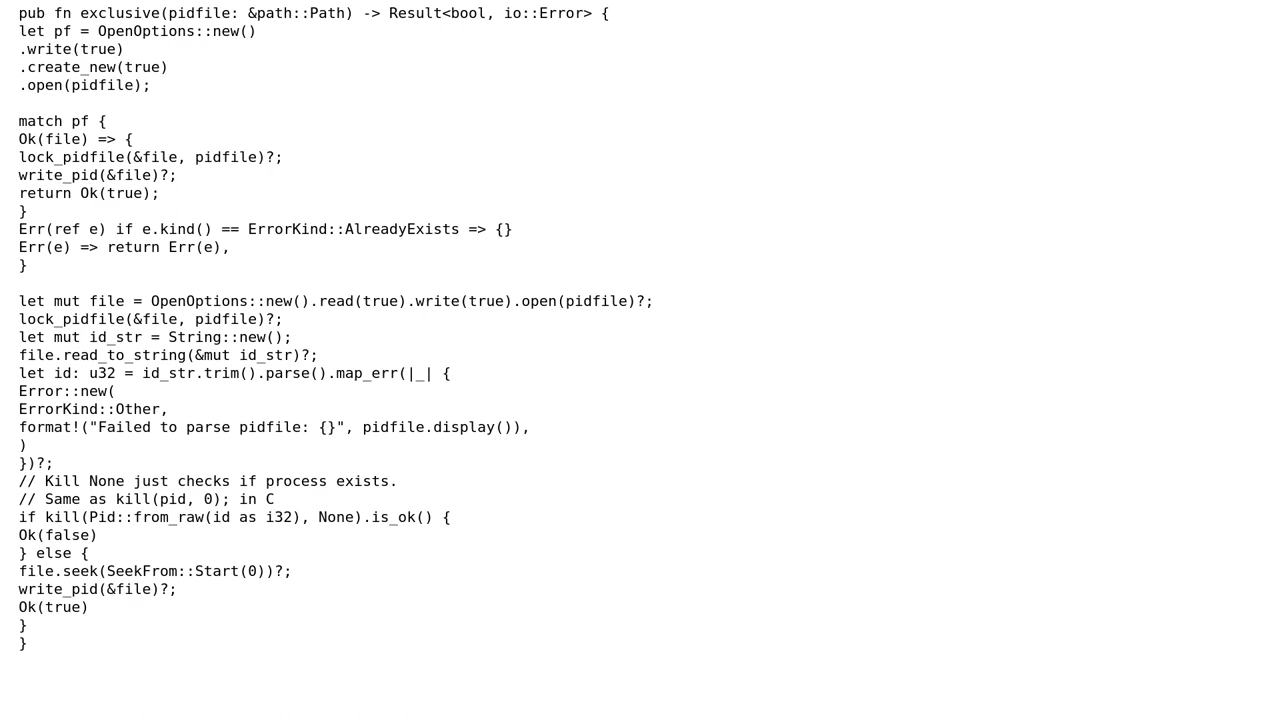 pub fn exclusive(pidfile: &path::Path) -> Result<bool, io::Error> {
let pf = OpenOptions::new()
.write(true)
.create_new(true)
.open(pidfile);

match pf {
Ok(file) => {
lock_pidfile(&file, pidfile)?;
write_pid(&file)?;
return Ok(true);
}
Err(ref e) if e.kind() == ErrorKind::AlreadyExists => {}
Err(e) => return Err(e),
}

let mut file = OpenOptions::new().read(true).write(true).open(pidfile)?;
lock_pidfile(&file, pidfile)?;
let mut id_str = String::new();
file.read_to_string(&mut id_str)?;
let id: u32 = id_str.trim().parse().map_err(|_| {
Error::new(
ErrorKind::Other,
format!("Failed to parse pidfile: {}", pidfile.display()),
)
})?;
// Kill None just checks if process exists.
// Same as kill(pid, 0); in C
if kill(Pid::from_raw(id as i32), None).is_ok() {
Ok(false)
} else {
file.seek(SeekFrom::Start(0))?;
write_pid(&file)?;
Ok(true)
}
}